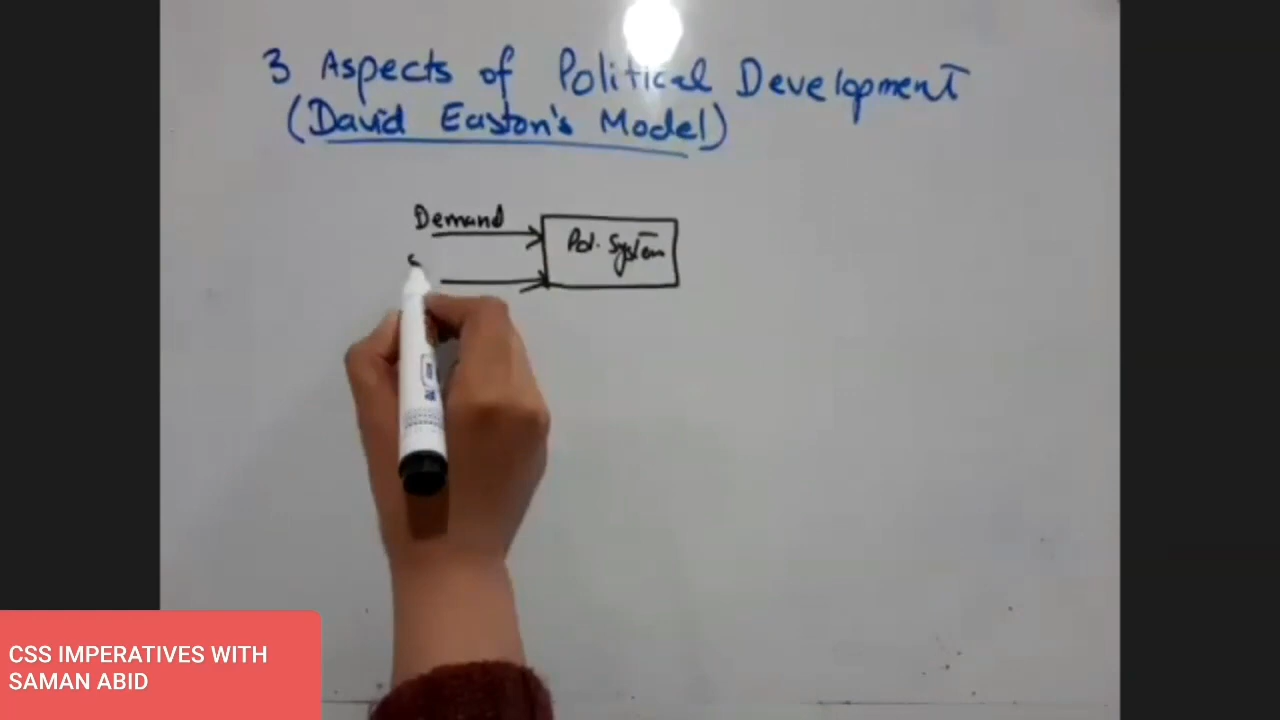 3 Aspects of Political Development
(David Easton's Model)
Demand
Pol. System
CSS IMPERATIVES WITH
SAMAN ABID